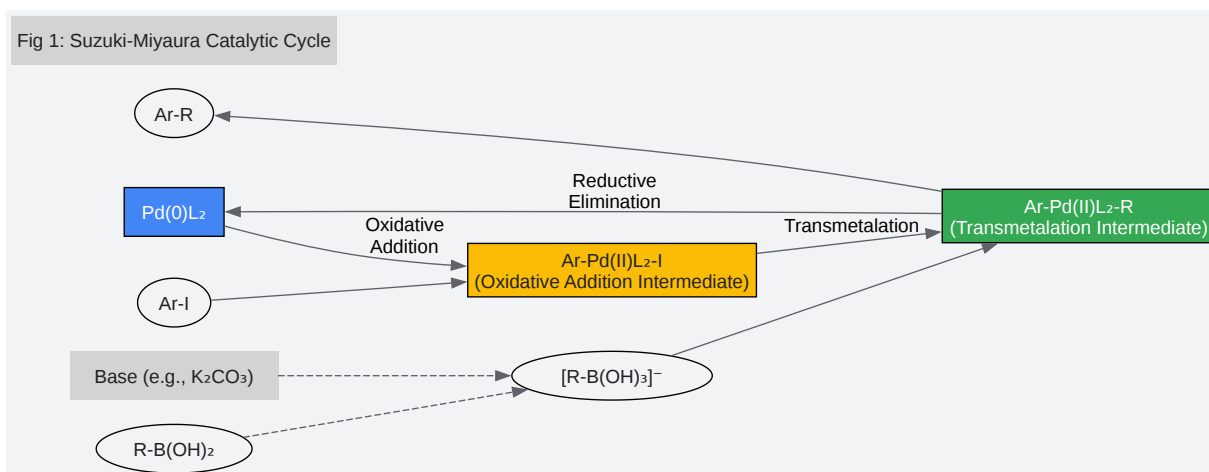 Fig 1: Suzuki-Miyaura Catalytic Cycle
Ar-R
Reductive
Elimination
Pd(0)L₂
Ar-Pd(II)L₂-R
(Transmetalation Intermediate)
Oxidative
Addition
Transmetalation
Ar-Pd(II)L₂-I
(Oxidative Addition Intermediate)
Ar-I
Base (e.g., K₂CO₃)
[R-B(OH)₃]⁻
R-B(OH)₂